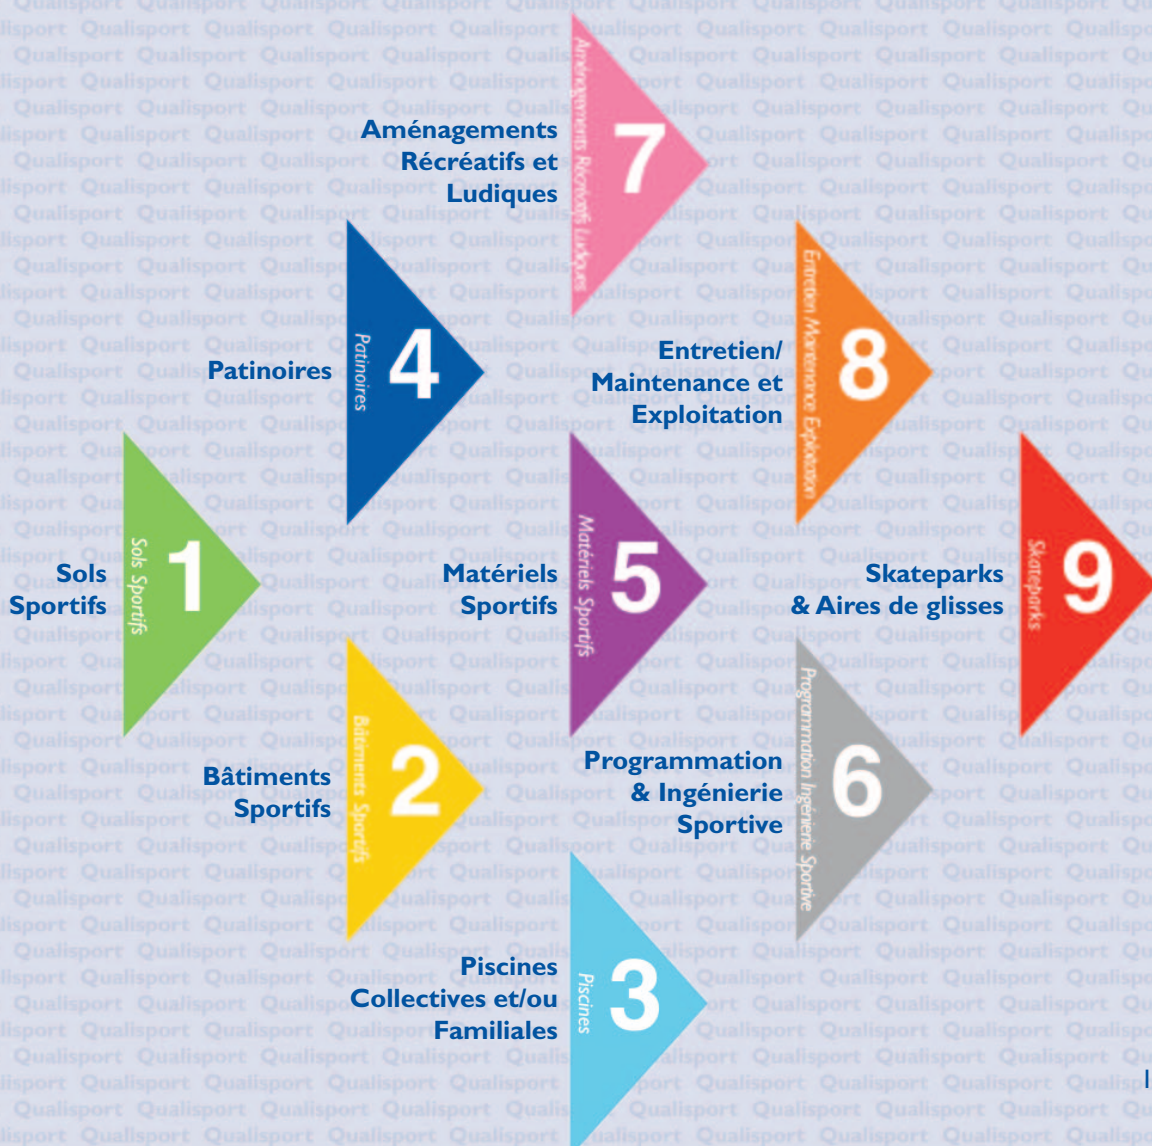 Aménagements
Récréatifs et
Ludiques
Aménagements Récréatifs Ludiques
7
Patinoires
Patinoires
4
Entretien/
Maintenance et
Exploitation
Entretien Maintenance Exploitation
8
Sols
Sportifs
Sols Sportifs
1
Matériels
Sportifs
Matériels Sportifs
5
Skateparks
& Aires de glisses
Skateparks
9
Bâtiments
Sportifs
Bâtiments Sportifs
2
Programmation
& Ingénierie
Sportive
Programmation Ingénierie Sportive
6
Piscines
Collectives et/ou
Familiales
Piscines
3
Qualisport